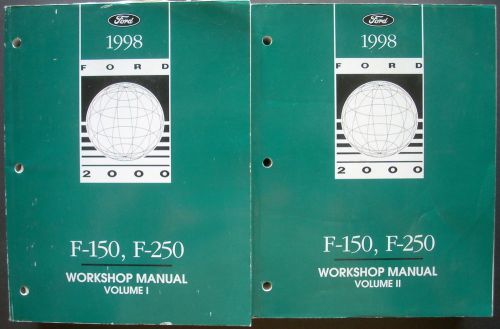 Ford
1998
FORD
2000
F-150, F-250
WORKSHOP MANUAL
VOLUME I
Ford
1998
FORD
2000
F-150, F-250
WORKSHOP MANUAL
VOLUME II